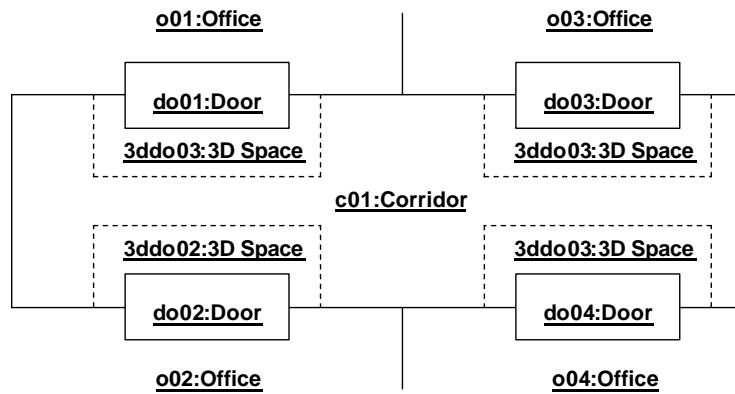 o01:Office
o03:Office
do01:Door
do03:Door
3ddo03:3D Space
3ddo03:3D Space
c01:Corridor
3ddo02:3D Space
3ddo03:3D Space
do02:Door
do04:Door
o02:Office
o04:Office